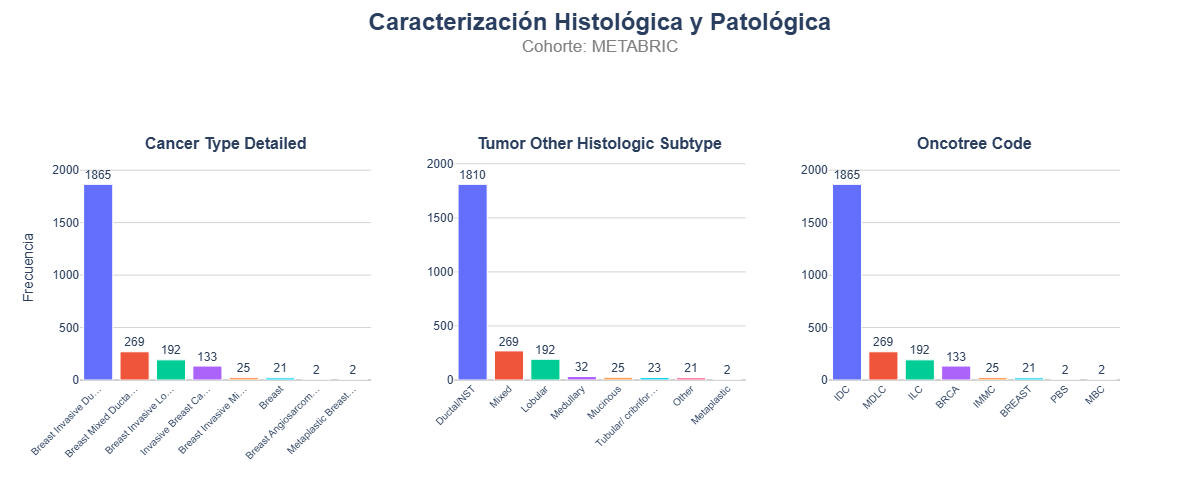 Caracterización Histológica y Patológica
Cohorte: METABRIC
Cancer Type Detailed
Frecuencia
2000
1500
1000
500
0
1865
269
192
133
25
21
2
2
Breast Invasive Du…
Breast Mixed Ducta…
Breast Invasive Lo…
Invasive Breast Ca…
Breast Invasive Mi…
Breast
Breast Angiosarcom…
Metaplastic Breast…
Tumor Other Histologic Subtype
2000
1500
1000
500
0
1810
269
192
32
25
23
21
2
Ductal/NST
Mixed
Lobular
Medullary
Mucinous
Tubular/ cribrifor…
Other
Metaplastic
Oncotree Code
2000
1500
1000
500
0
1865
269
192
133
25
21
2
2
IDC
MDLC
ILC
BRCA
IMMC
BREAST
PBS
MBC